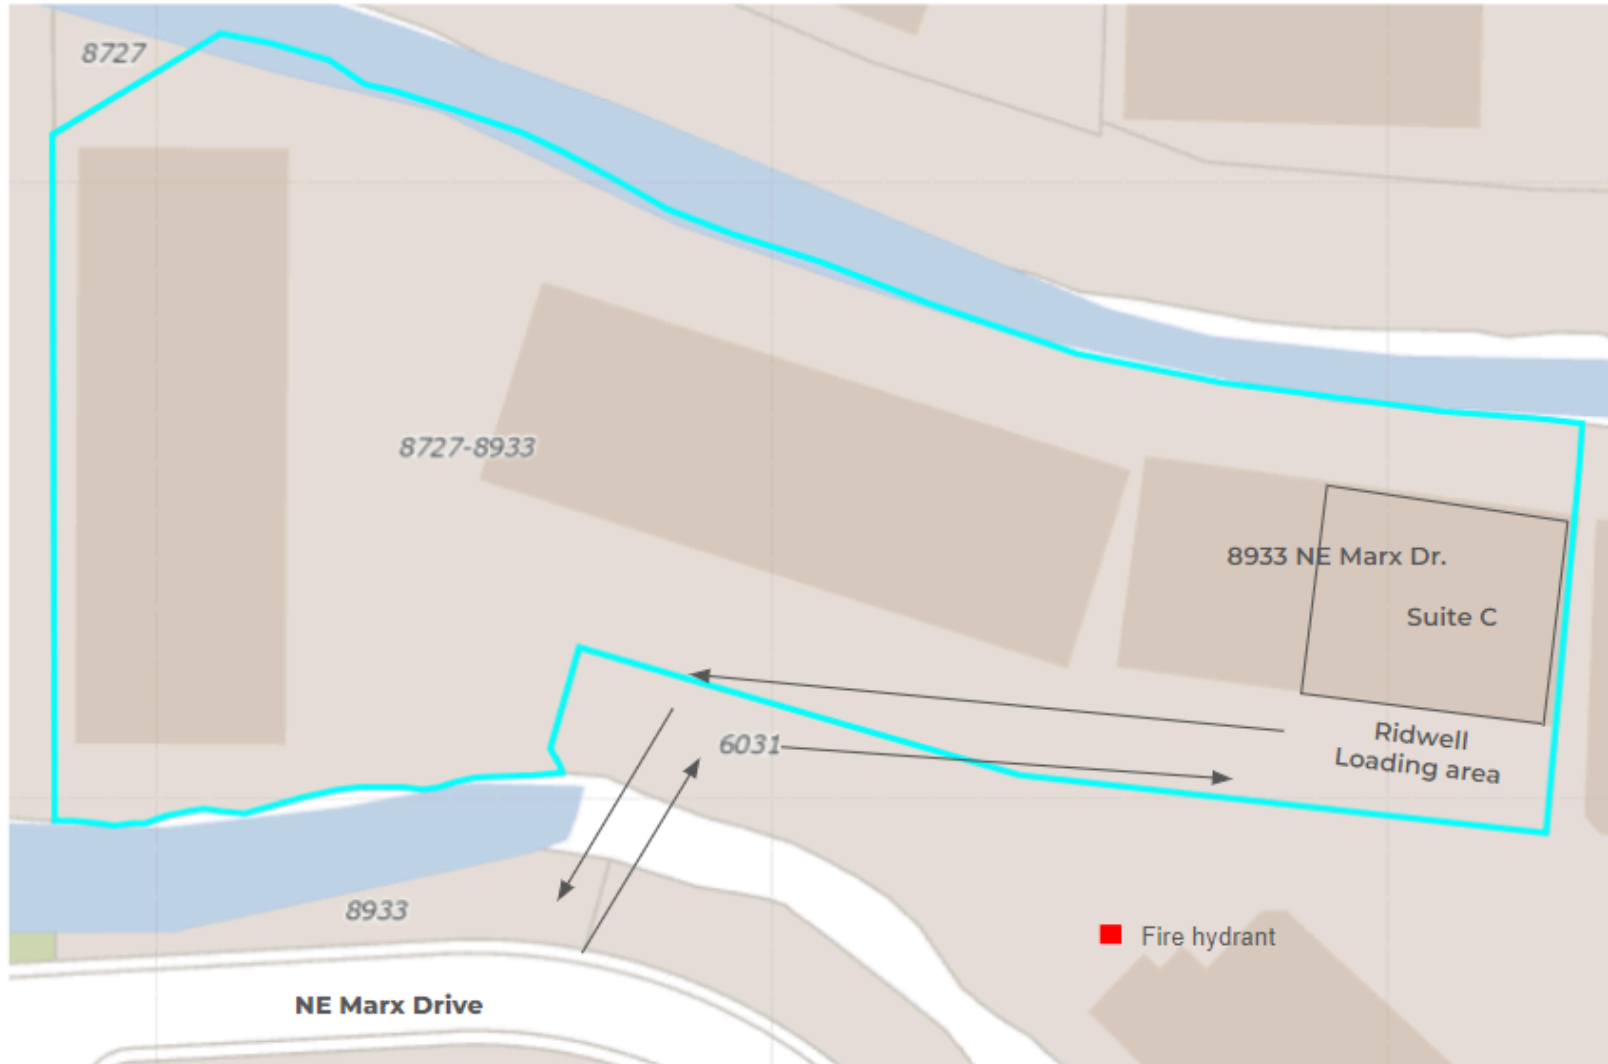 8727
8727-8933
8933 NE Marx Dr.
Suite C
Ridwell
Loading area
6031
8933
Fire hydrant
NE Marx Drive